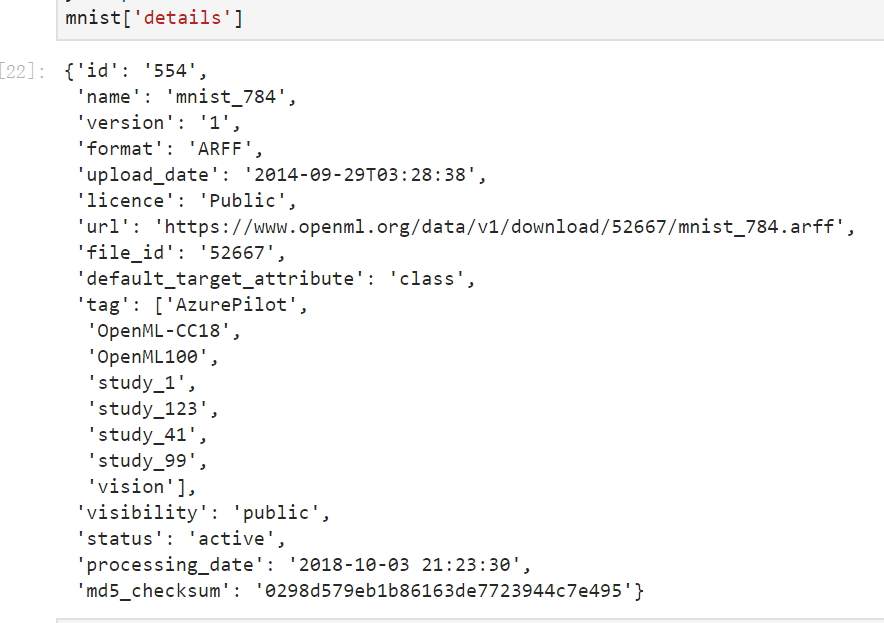 mnist['details']
[22]: {'id': '554',
'name': 'mnist_784',
'version': '1',
'format': 'ARFF',
'upload_date': '2014-09-29T03:28:38',
'licence': 'Public',
'url': 'https://www.openml.org/data/v1/download/52667/mnist_784.arff',
'file_id': '52667',
'default_target_attribute': 'class',
'tag': ['AzurePilot',
'OpenML-CC18',
'OpenML100',
'study_1',
'study_123',
'study_41',
'study_99',
'vision'],
'visibility': 'public',
'status': 'active',
'processing_date': '2018-10-03 21:23:30',
'md5_checksum': '0298d579eb1b86163de7723944c7e495'}